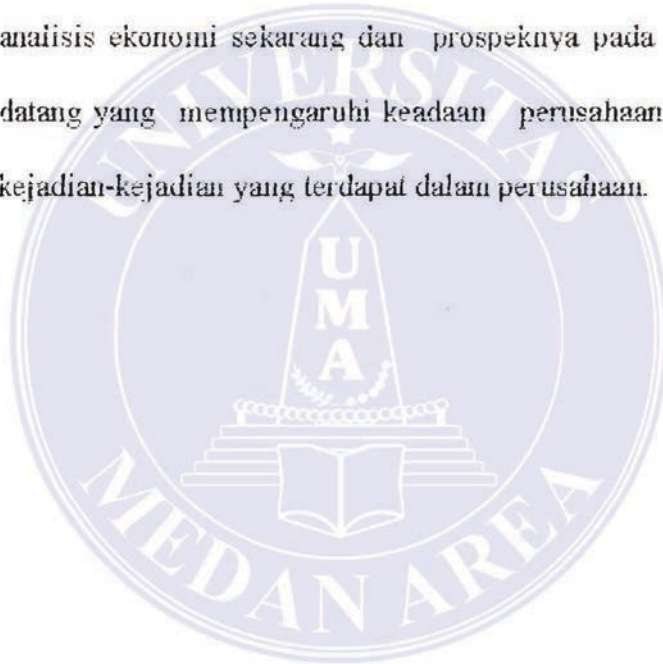 analisis ekonomi sekarang dan prospeknya pada
datang yang mempengaruhi keadaan perusahaan
kejadian-kejadian yang terdapat dalam perusahaan.
UNIVERSITAS
UMA
MEDAN AREA